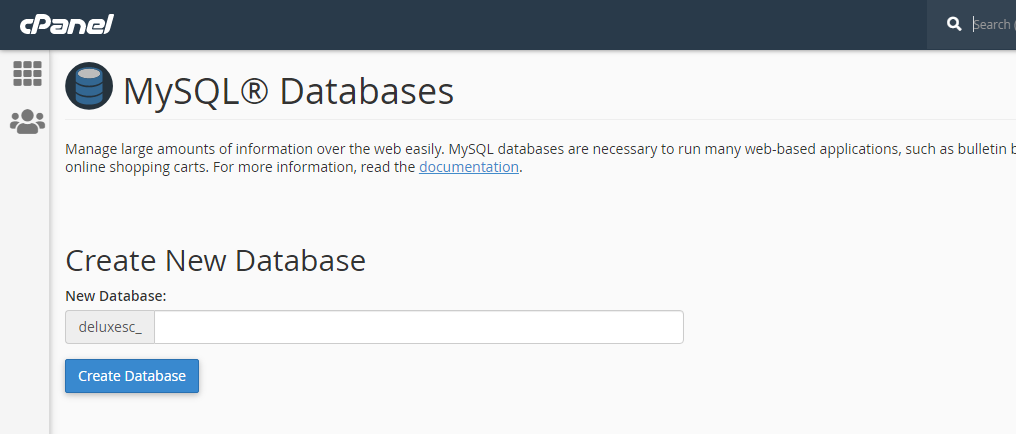 cPanel
Search (
MySQL® Databases
Manage large amounts of information over the web easily. MySQL databases are necessary to run many web-based applications, such as bulletin
online shopping carts. For more information, read the documentation.
Create New Database
New Database:
deluxesc_
Create Database